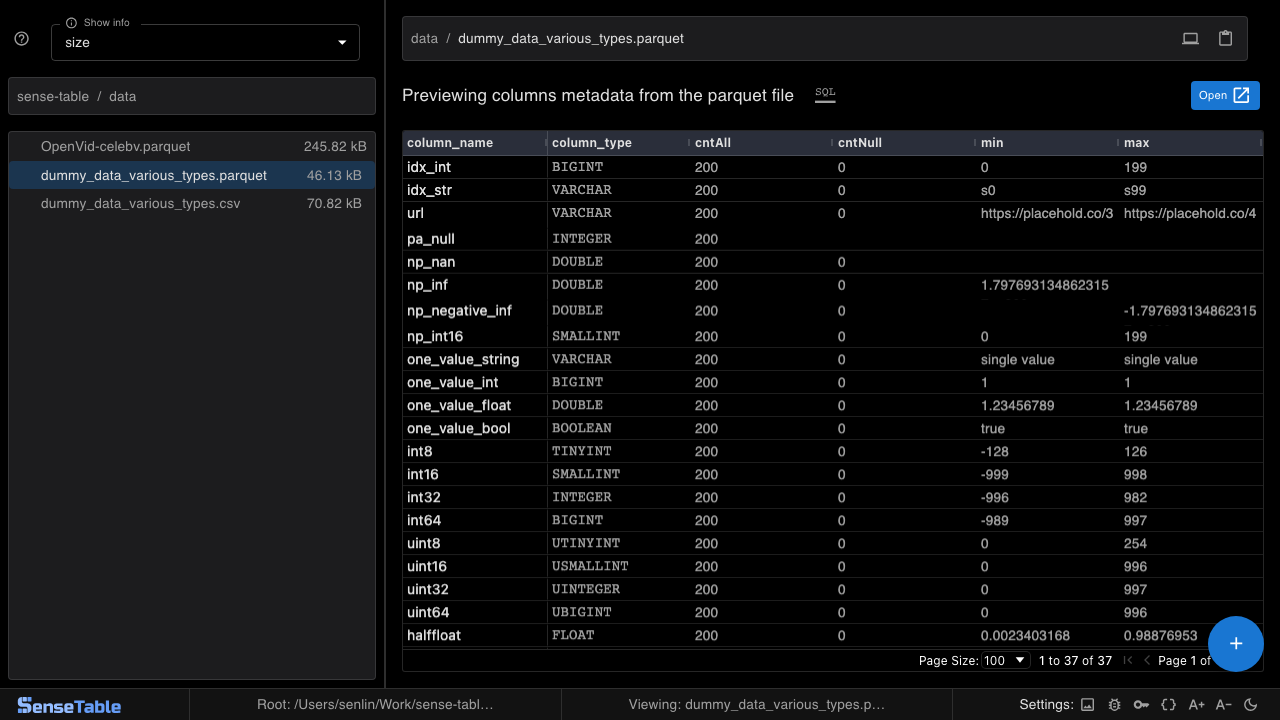 Show info
size
sense-table / data
OpenVid-celebv.parquet 245.82 kB
dummy_data_various_types.parquet 46.13 kB
dummy_data_various_types.csv 70.82 kB
data / dummy_data_various_types.parquet
Previewing columns metadata from the parquet file SQL
Open
column_name column_type cntAll cntNull min max
idx_int BIGINT 200 0 0 199
idx_str VARCHAR 200 0 s0 s99
url VARCHAR 200 0 https://placehold.co/3 https://placehold.co/4
pa_null INTEGER 200
np_nan DOUBLE 200 0
np_inf DOUBLE 200 0 1.797693134862315
np_negative_inf DOUBLE 200 0 -1.797693134862315
np_int16 SMALLINT 200 0 0 199
one_value_string VARCHAR 200 0 single value single value
one_value_int BIGINT 200 0 1 1
one_value_float DOUBLE 200 0 1.23456789 1.23456789
one_value_bool BOOLEAN 200 0 true true
int8 TINYINT 200 0 -128 126
int16 SMALLINT 200 0 -999 998
int32 INTEGER 200 0 -996 982
int64 BIGINT 200 0 -989 997
uint8 UTINYINT 200 0 0 254
uint16 USMALLINT 200 0 0 996
uint32 UINTEGER 200 0 0 997
uint64 UBIGINT 200 0 0 996
halffloat FLOAT 200 0 0.0023403168 0.98876953
Page Size: 100 1 to 37 of 37 Page 1 of
SenseTable
Root: /Users/senlin/Work/sense-tabl…
Viewing: dummy_data_various_types.p…
Settings: A+ A−